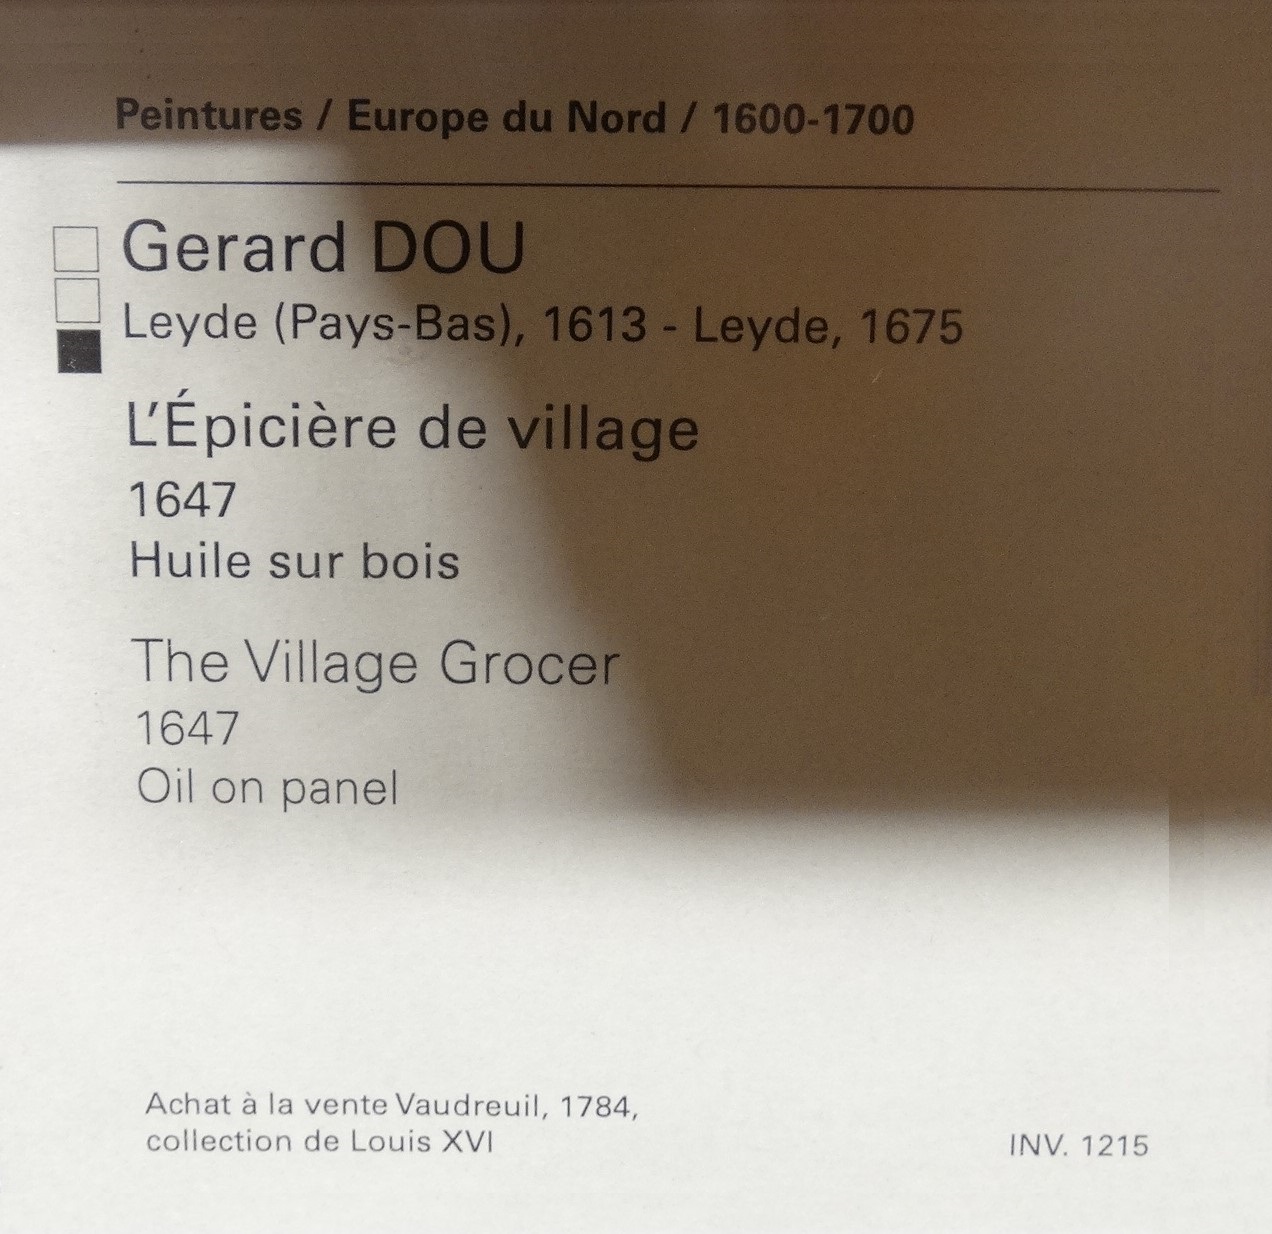 Peintures / Europe du Nord / 1600-1700
Gerard DOU
Leyde (Pays-Bas), 1613 - Leyde, 1675
L'Épicière de village
1647
Huile sur bois
The Village Grocer
1647
Oil on panel
Achat à la vente Vaudreuil, 1784,
collection de Louis XVI
INV. 1215